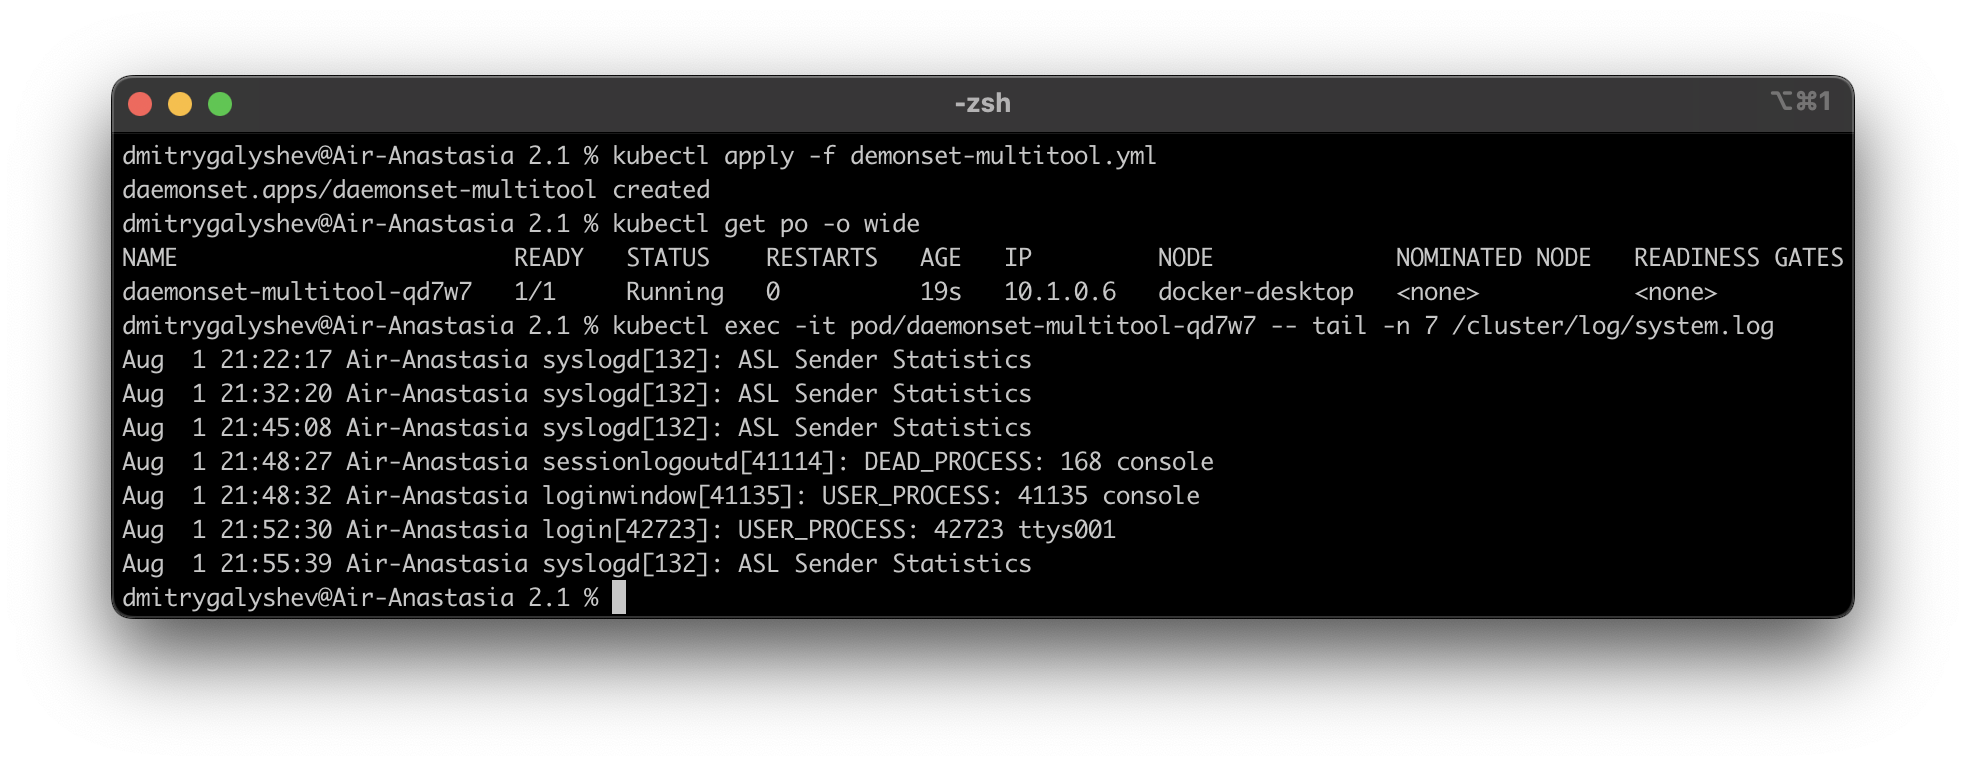 -zsh
⌥⌘1
dmitrygalyshev@Air-Anastasia 2.1 % kubectl apply -f demonset-multitool.yml
daemonset.apps/daemonset-multitool created
dmitrygalyshev@Air-Anastasia 2.1 % kubectl get po -o wide
NAME                        READY   STATUS    RESTARTS   AGE   IP         NODE             NOMINATED NODE   READINESS GATES
daemonset-multitool-qd7w7   1/1     Running   0          19s   10.1.0.6   docker-desktop   <none>           <none>
dmitrygalyshev@Air-Anastasia 2.1 % kubectl exec -it pod/daemonset-multitool-qd7w7 -- tail -n 7 /cluster/log/system.log
Aug  1 21:22:17 Air-Anastasia syslogd[132]: ASL Sender Statistics
Aug  1 21:32:20 Air-Anastasia syslogd[132]: ASL Sender Statistics
Aug  1 21:45:08 Air-Anastasia syslogd[132]: ASL Sender Statistics
Aug  1 21:48:27 Air-Anastasia sessionlogoutd[41114]: DEAD_PROCESS: 168 console
Aug  1 21:48:32 Air-Anastasia loginwindow[41135]: USER_PROCESS: 41135 console
Aug  1 21:52:30 Air-Anastasia login[42723]: USER_PROCESS: 42723 ttys001
Aug  1 21:55:39 Air-Anastasia syslogd[132]: ASL Sender Statistics
dmitrygalyshev@Air-Anastasia 2.1 %